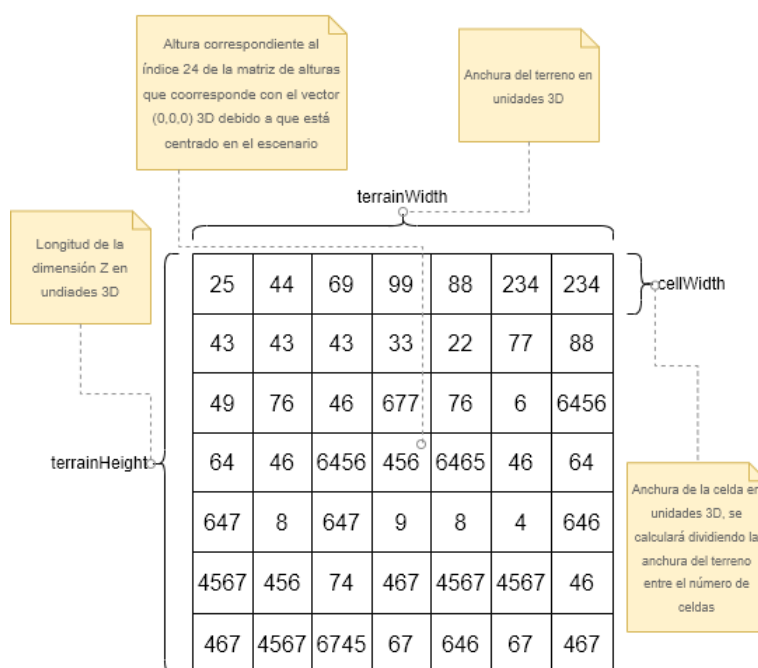 Altura correspondiente al
índice 24 de la matriz de alturas
que coorresponde con el vector
(0,0,0) 3D debido a que está
centrado en el escenario
Anchura del terreno en
unidades 3D
terrainWidth
Longitud de la
dimensión Z en
undiades 3D
25 44 69 99 88 234 234
cellWidth
43 43 43 33 22 77 88
49 76 46 677 76 6 6456
terrainHeight
64 46 6456 456 6465 46 64
647 8 647 9 8 4 646
4567 456 74 467 4567 4567 46
467 4567 6745 67 646 67 467
Anchura de la celda en
unidades 3D, se
calculará dividiendo la
anchura del terreno
entre el número de
celdas